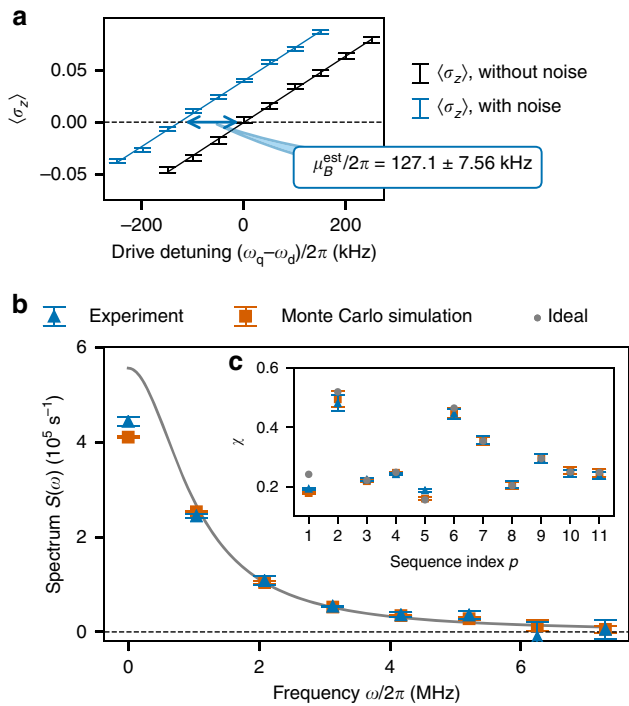 a
⟨σz⟩
0.05
0.00
−0.05
−200
0
200
Drive detuning (ωq−ωd)/2π (kHz)
⟨σz⟩, without noise
⟨σz⟩, with noise
μB^est/2π = 127.1 ± 7.56 kHz
b
Experiment
Monte Carlo simulation
Ideal
Spectrum S(ω) (10⁵ s⁻¹)
6
4
2
0
0
2
4
6
Frequency ω/2π (MHz)
c
χ
0.6
0.4
0.2
1 2 3 4 5 6 7 8 9 10 11
Sequence index p